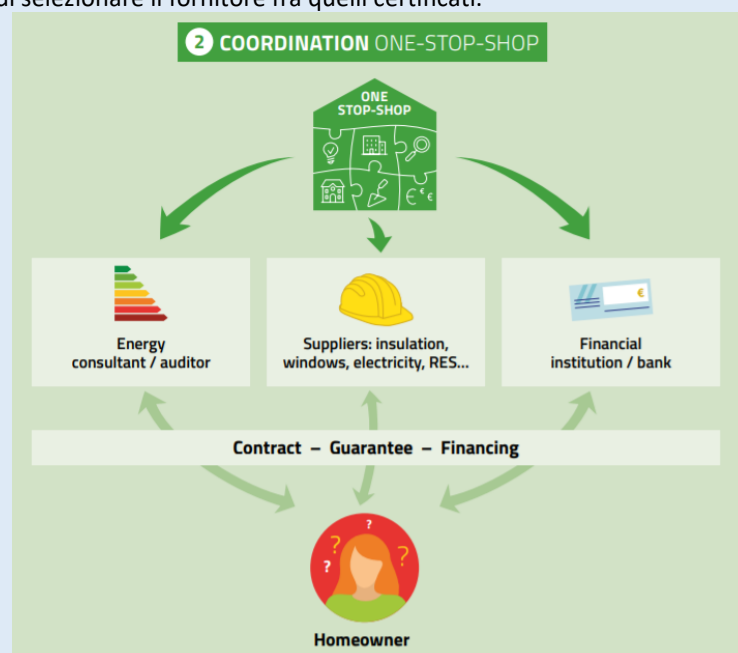 di selezionare il fornitore fra quelli certificati.
2 COORDINATION ONE-STOP-SHOP
ONE
STOP-SHOP
€ € €
Energy
consultant / auditor
Suppliers: insulation,
windows, electricity, RES...
€
Financial
institution / bank
Contract – Guarantee – Financing
?
? ?
?
Homeowner